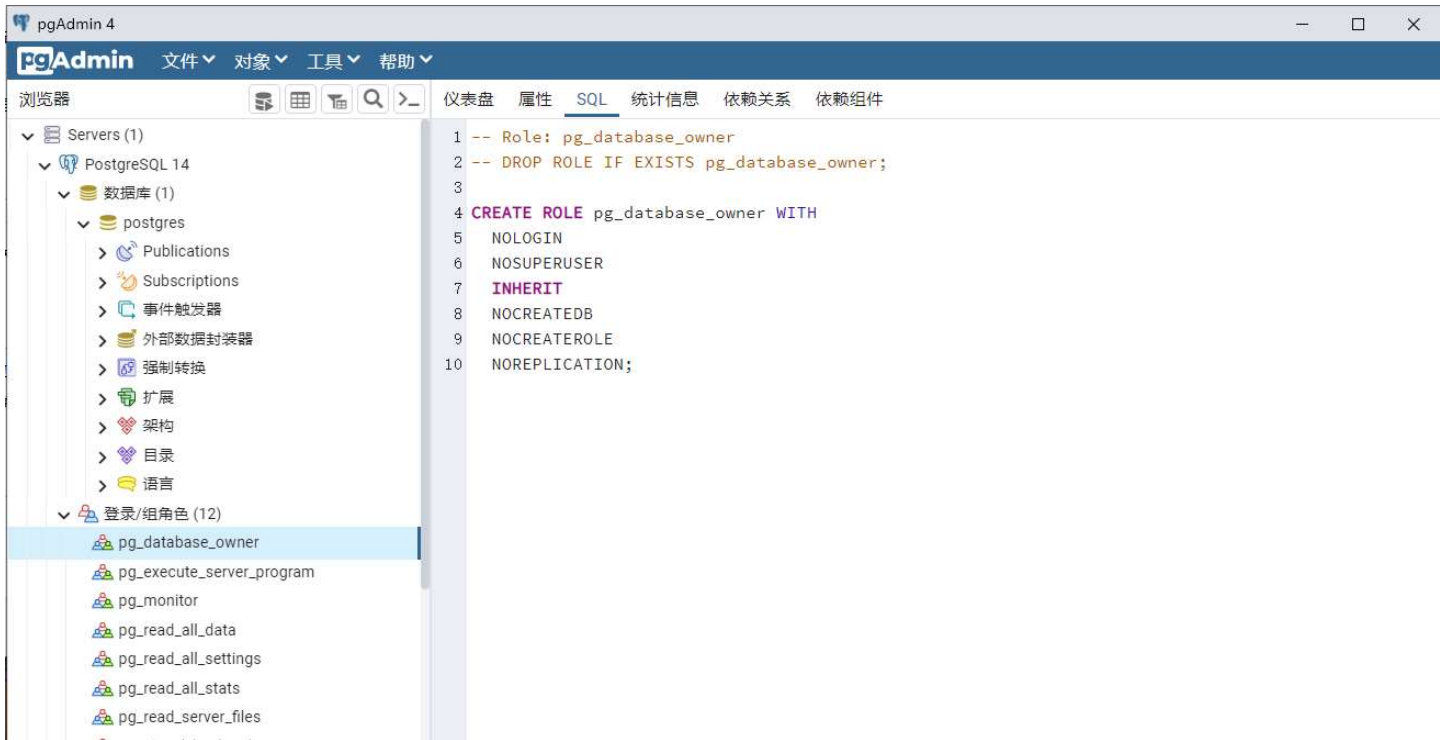 pgAdmin 4
pgAdmin 文件 对象 工具 帮助
浏览器
仪表盘 属性 SQL 统计信息 依赖关系 依赖组件
Servers (1)
PostgreSQL 14
数据库 (1)
postgres
Publications
Subscriptions
事件触发器
外部数据封装器
强制转换
扩展
架构
目录
语言
登录/组角色 (12)
pg_database_owner
pg_execute_server_program
pg_monitor
pg_read_all_data
pg_read_all_settings
pg_read_all_stats
pg_read_server_files
1 -- Role: pg_database_owner
2 -- DROP ROLE IF EXISTS pg_database_owner;
3
4 CREATE ROLE pg_database_owner WITH
5 NOLOGIN
6 NOSUPERUSER
7 INHERIT
8 NOCREATEDB
9 NOCREATEROLE
10 NOREPLICATION;